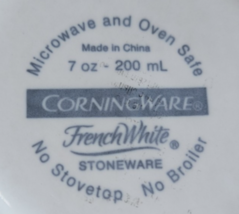 Microwave and Oven Safe
Made in China
7 oz - 200 mL
CORNINGWARE®
French White®
STONEWARE
No Stovetop No Broiler